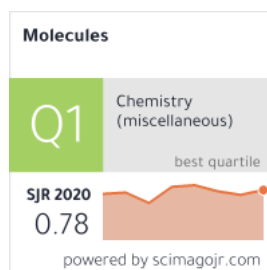 Molecules
Q1
Chemistry
(miscellaneous)
best quartile
SJR 2020
0.78
powered by scimagojr.com